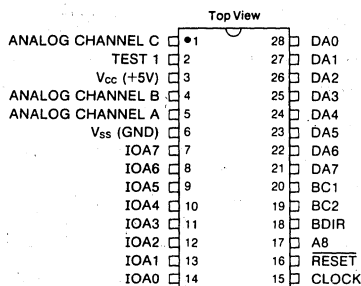 Top View
ANALOG CHANNEL C 1 28 DA0
TEST 1 2 27 DA1
Vcc (+5V) 3 26 DA2
ANALOG CHANNEL B 4 25 DA3
ANALOG CHANNEL A 5 24 DA4
Vss (GND) 6 23 DA5
IOA7 7 22 DA6
IOA6 8 21 DA7
IOA5 9 20 BC1
IOA4 10 19 BC2
IOA3 11 18 BDIR
IOA2 12 17 A8
IOA1 13 16 RESET
IOA0 14 15 CLOCK